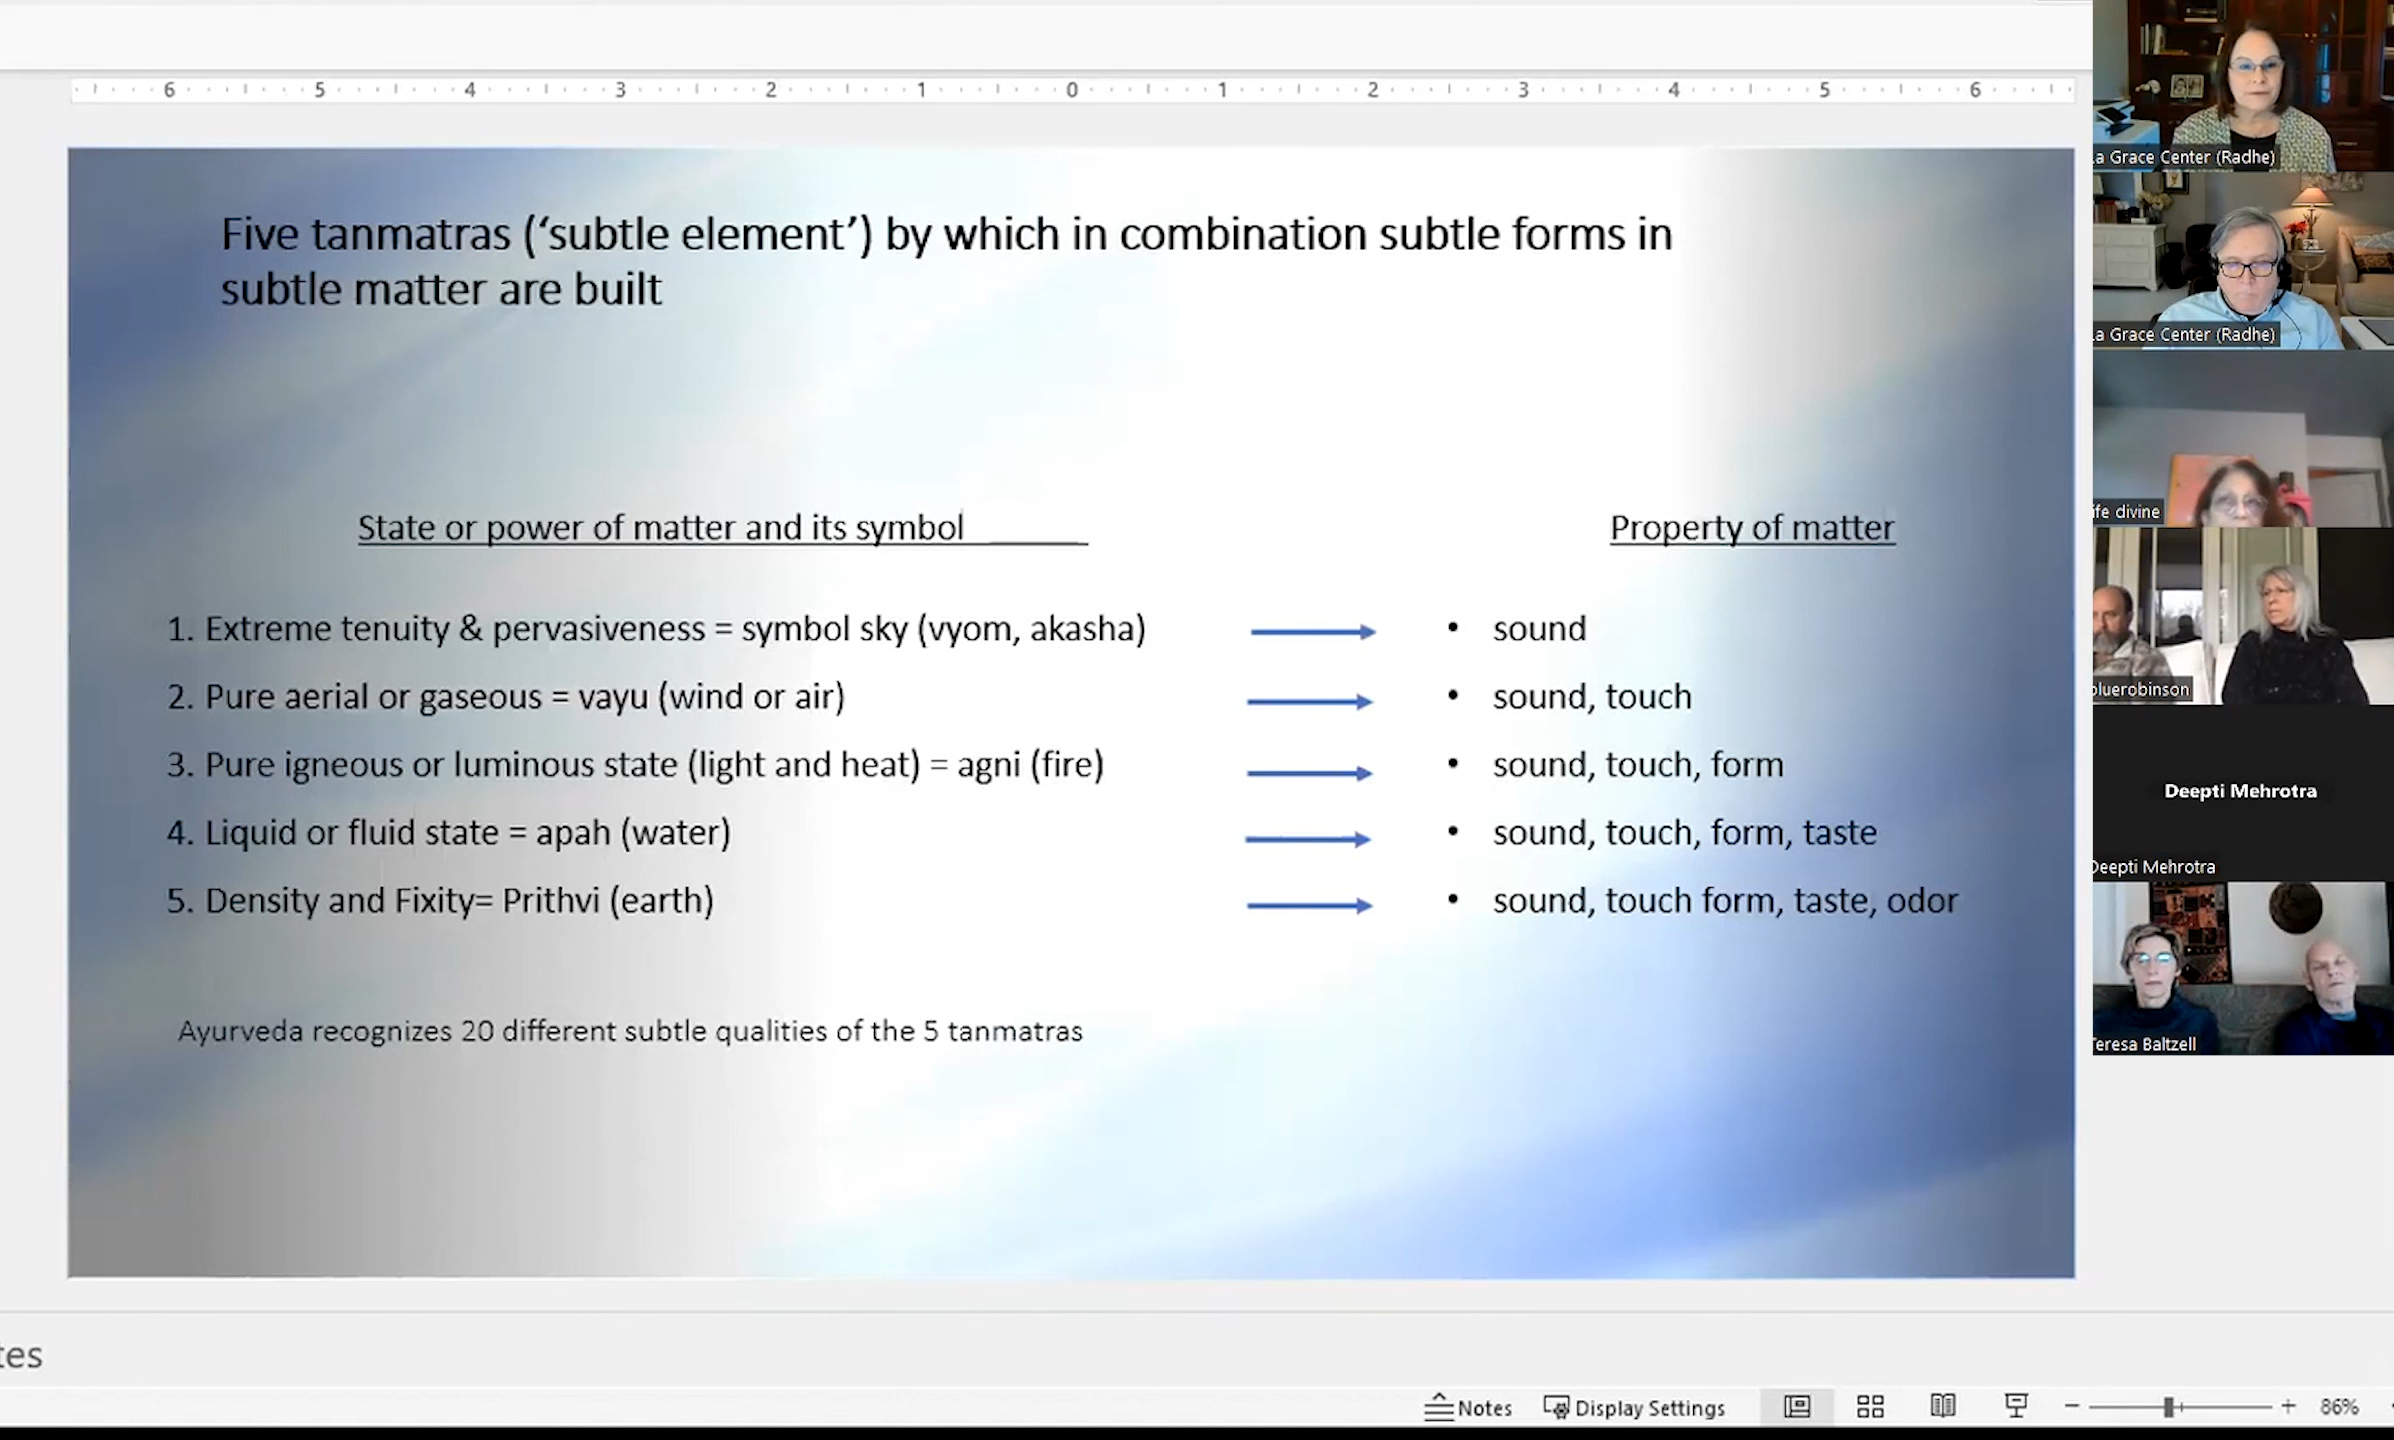 6 5 4 3 2 1 0 1 2 3 4 5 6
Five tanmatras (‘subtle element’) by which in combination subtle forms in
subtle matter are built
State or power of matter and its symbol
Property of matter
1. Extreme tenuity & pervasiveness = symbol sky (vyom, akasha)
• sound
2. Pure aerial or gaseous = vayu (wind or air)
• sound, touch
3. Pure igneous or luminous state (light and heat) = agni (fire)
• sound, touch, form
4. Liquid or fluid state = apah (water)
• sound, touch, form, taste
5. Density and Fixity= Prithvi (earth)
• sound, touch form, taste, odor
Ayurveda recognizes 20 different subtle qualities of the 5 tanmatras
a Grace Center (Radhe)
a Grace Center (Radhe)
ife divine
bluerobinson
Deepti Mehrotra
Deepti Mehrotra
Teresa Baltzell
tes
Notes
Display Settings
86%